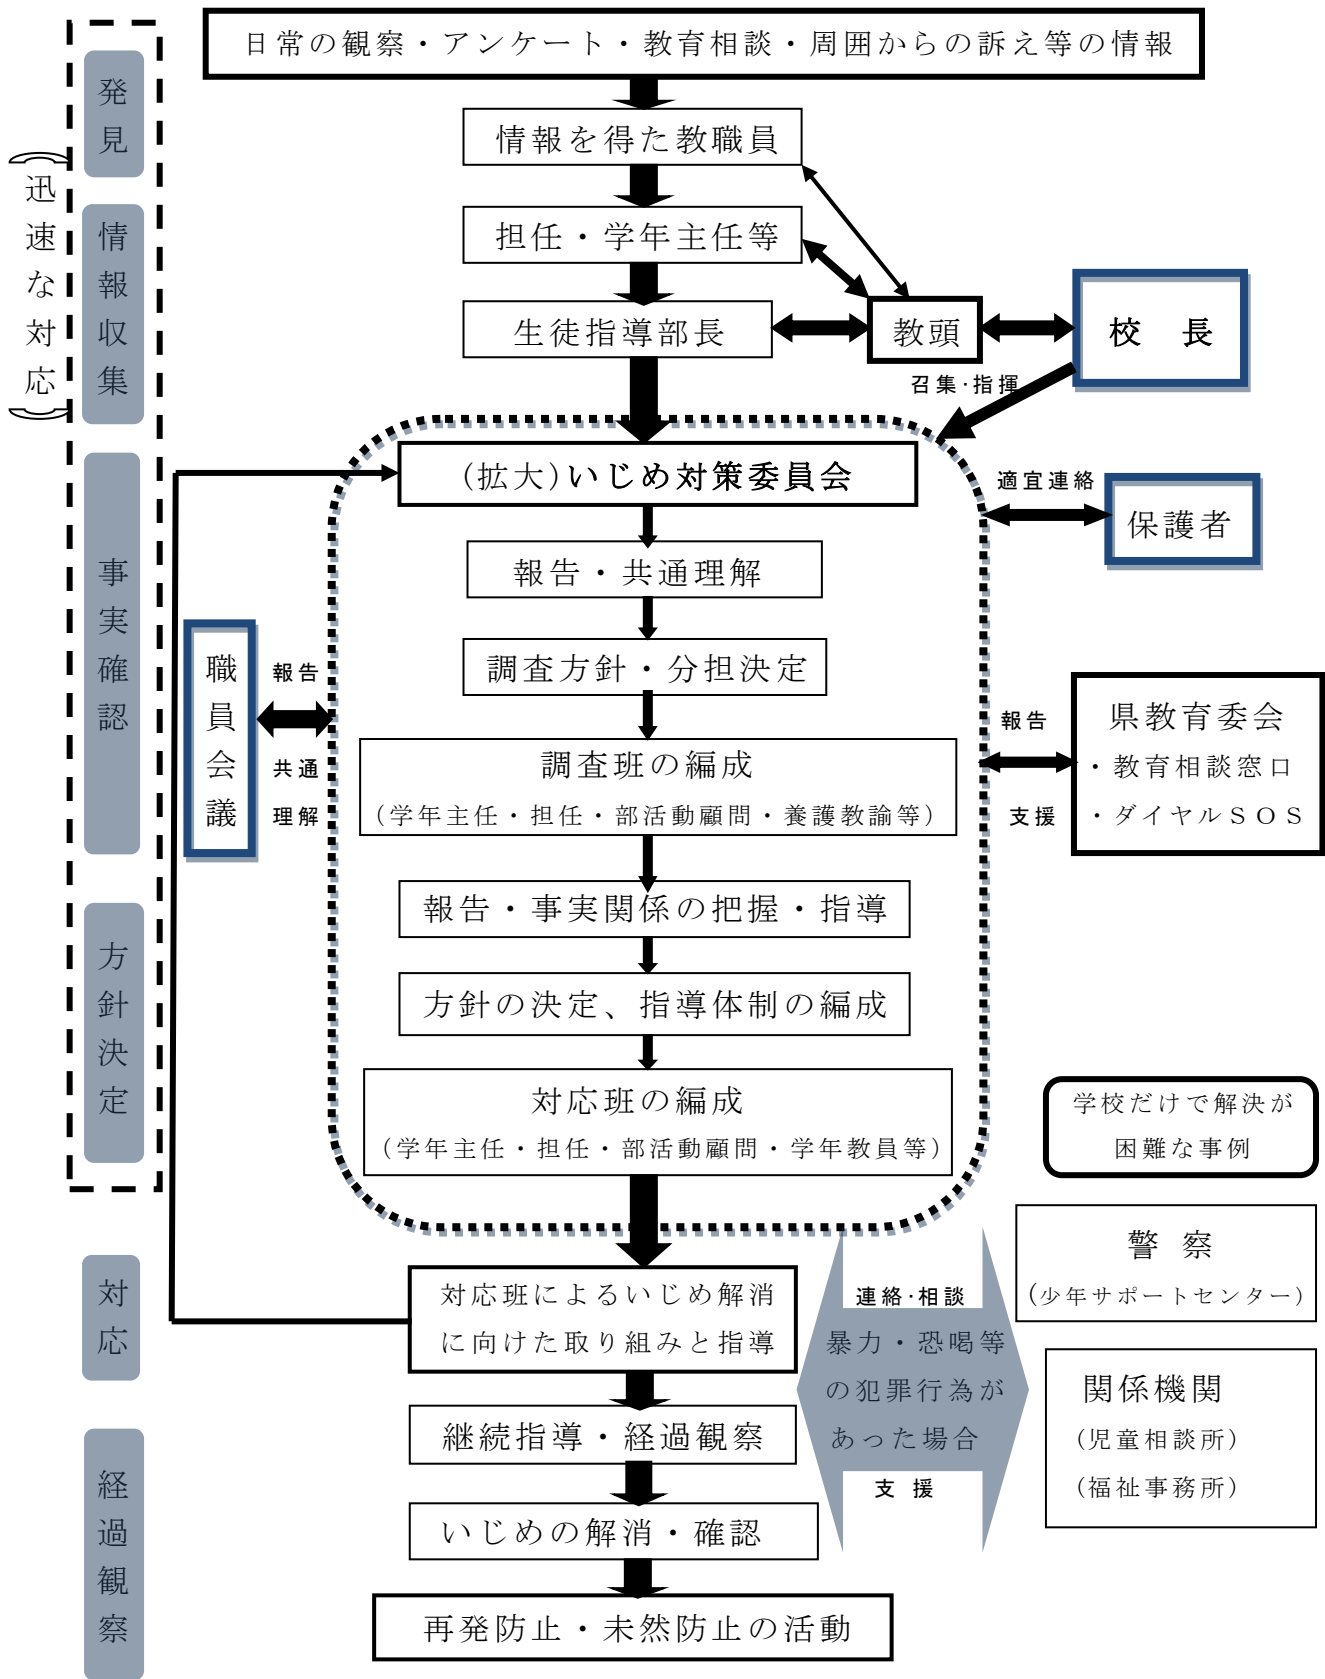 日常の観察・アンケート・教育相談・周囲からの訴え等の情報
発見
情報を得た教職員
（迅速な対応）
情報収集
担任・学年主任等
生徒指導部長
教頭
校　長
召集・指揮
(拡大)いじめ対策委員会
適宜連絡
保護者
事実確認
報告・共通理解
職員会議
報告
共通
理解
調査方針・分担決定
調査班の編成
(学年主任・担任・部活動顧問・養護教諭等)
報告
支援
県教育委会
・教育相談窓口
・ダイヤルＳＯＳ
方針決定
報告・事実関係の把握・指導
方針の決定、指導体制の編成
対応班の編成
(学年主任・担任・部活動顧問・学年教員等)
学校だけで解決が
困難な事例
警 察
(少年サポートセンター)
対応
対応班によるいじめ解消
に向けた取り組みと指導
連絡・相談
暴力・恐喝等
の犯罪行為が
あった場合
支 援
関係機関
(児童相談所)
(福祉事務所)
経過観察
継続指導・経過観察
いじめの解消・確認
再発防止・未然防止の活動